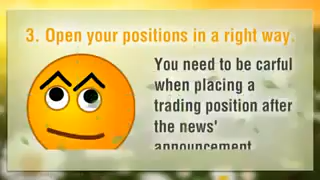 3. Open your positions in a right way.
You need to be carful
when placing a
trading position after
the news'
announcement